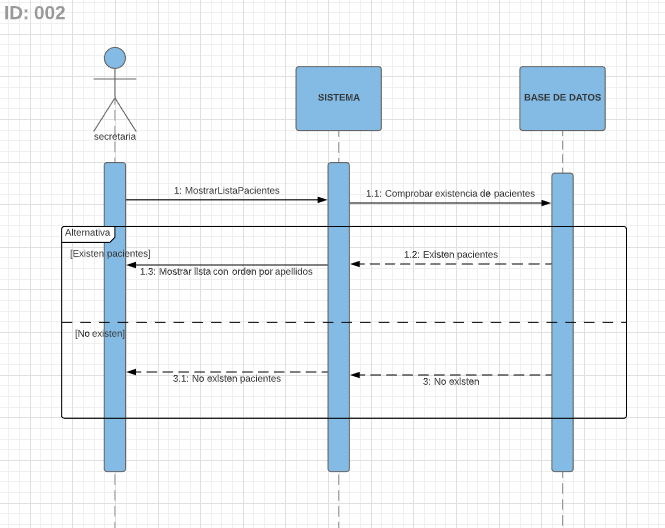 ID: 002
SISTEMA
BASE DE DATOS
secretaria
1: MostrarListaPacientes
1.1: Comprobar existencia de pacientes
Alternativa
[Existen pacientes]
1.2: Existen pacientes
1.3: Mostrar lista con orden por apellidos
[No existen]
3.1: No existen pacientes
3: No existen